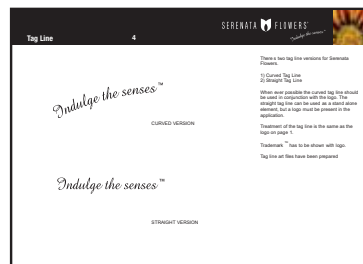 Tag Line 4
SERENATA FLOWERS™
Indulge the senses™
Indulge the senses™
CURVED VERSION
Indulge the senses™
STRAIGHT VERSION
There s two tag line versions for Serenata
Flowers.
1) Curved Tag Line
2) Straight Tag Line
When ever possible the curved tag line should
be used in conjunction with the logo. The
straight tag line can be used as a stand alone
element, but a logo must be present in the
application.
Treatment of the tag line is the same as the
logo on page 1.
Trademark ™ has to be shown with logo.
Tag line art files have been prepared